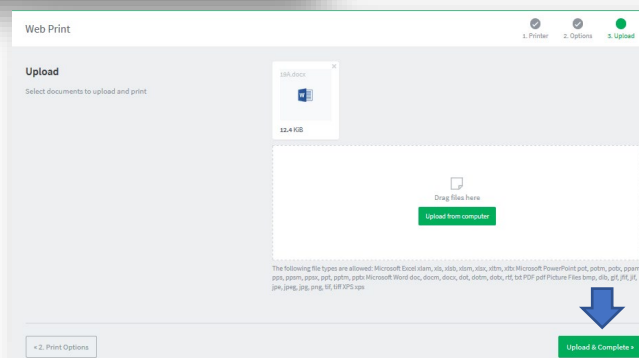 Web Print
1. Printer 2. Options 3. Upload
Upload
Select documents to upload and print
18A.docx
12.4 KiB
Drag files here
Upload from computer
The following file types are allowed: Microsoft Excel xlam, xls, xlsb, xlsm, xlsx, xltm, xltx Microsoft PowerPoint pot, potm, potx, ppam,
pps, ppsm, ppsx, ppt, pptm, pptx Microsoft Word doc, docm, docx, dot, dotm, dotx, rtf, txt PDF pdf Picture Files bmp, dib, gif, jfif, jif,
jpe, jpeg, jpg, png, tif, tiff XPS xps
« 2. Print Options
Upload & Complete »